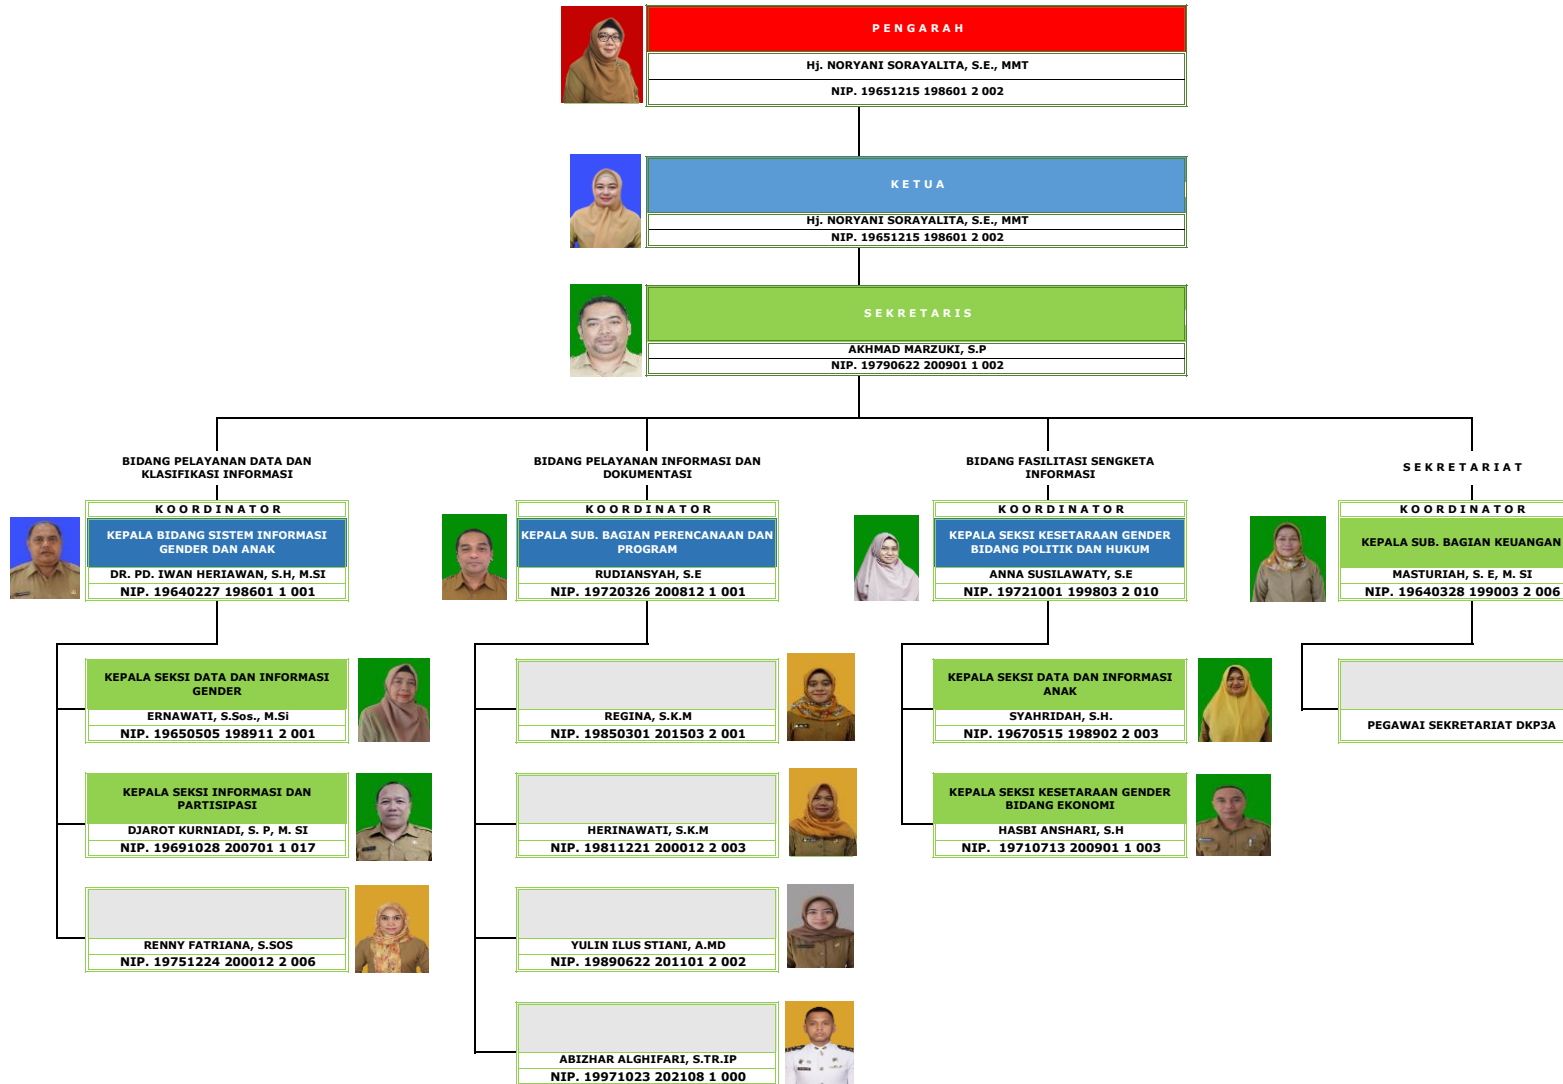 PENGARAH
Hj. NORYANI SORAYALITA, S.E., MMT
NIP. 19651215 198601 2 002
KETUA
Hj. NORYANI SORAYALITA, S.E., MMT
NIP. 19651215 198601 2 002
SEKRETARIS
AKHMAD MARZUKI, S.P
NIP. 19790622 200901 1 002
BIDANG PELAYANAN DATA DAN
KLASIFIKASI INFORMASI
KOORDINATOR
KEPALA BIDANG SISTEM INFORMASI
GENDER DAN ANAK
DR. PD. IWAN HERIAWAN, S.H, M.SI
NIP. 19640227 198601 1 001
KEPALA SEKSI DATA DAN INFORMASI
GENDER
ERNAWATI, S.Sos., M.Si
NIP. 19650505 198911 2 001
KEPALA SEKSI INFORMASI DAN
PARTISIPASI
DJAROT KURNIADI, S. P, M. SI
NIP. 19691028 200701 1 017
RENNY FATRIANA, S.SOS
NIP. 19751224 200012 2 006
BIDANG PELAYANAN INFORMASI DAN
DOKUMENTASI
KOORDINATOR
KEPALA SUB. BAGIAN PERENCANAAN DAN
PROGRAM
RUDIANSYAH, S.E
NIP. 19720326 200812 1 001
REGINA, S.K.M
NIP. 19850301 201503 2 001
HERINAWATI, S.K.M
NIP. 19811221 200012 2 003
YULIN ILUS STIANI, A.MD
NIP. 19890622 201101 2 002
ABIZHAR ALGHIFARI, S.TR.IP
NIP. 19971023 202108 1 000
BIDANG FASILITASI SENGKETA
INFORMASI
KOORDINATOR
KEPALA SEKSI KESETARAAN GENDER
BIDANG POLITIK DAN HUKUM
ANNA SUSILAWATY, S.E
NIP. 19721001 199803 2 010
KEPALA SEKSI DATA DAN INFORMASI
ANAK
SYAHRIDAH, S.H.
NIP. 19670515 198902 2 003
KEPALA SEKSI KESETARAAN GENDER
BIDANG EKONOMI
HASBI ANSHARI, S.H
NIP.  19710713 200901 1 003
SEKRETARIAT
KOORDINATOR
KEPALA SUB. BAGIAN KEUANGAN
MASTURIAH, S. E, M. SI
NIP. 19640328 199003 2 006
PEGAWAI SEKRETARIAT DKP3A